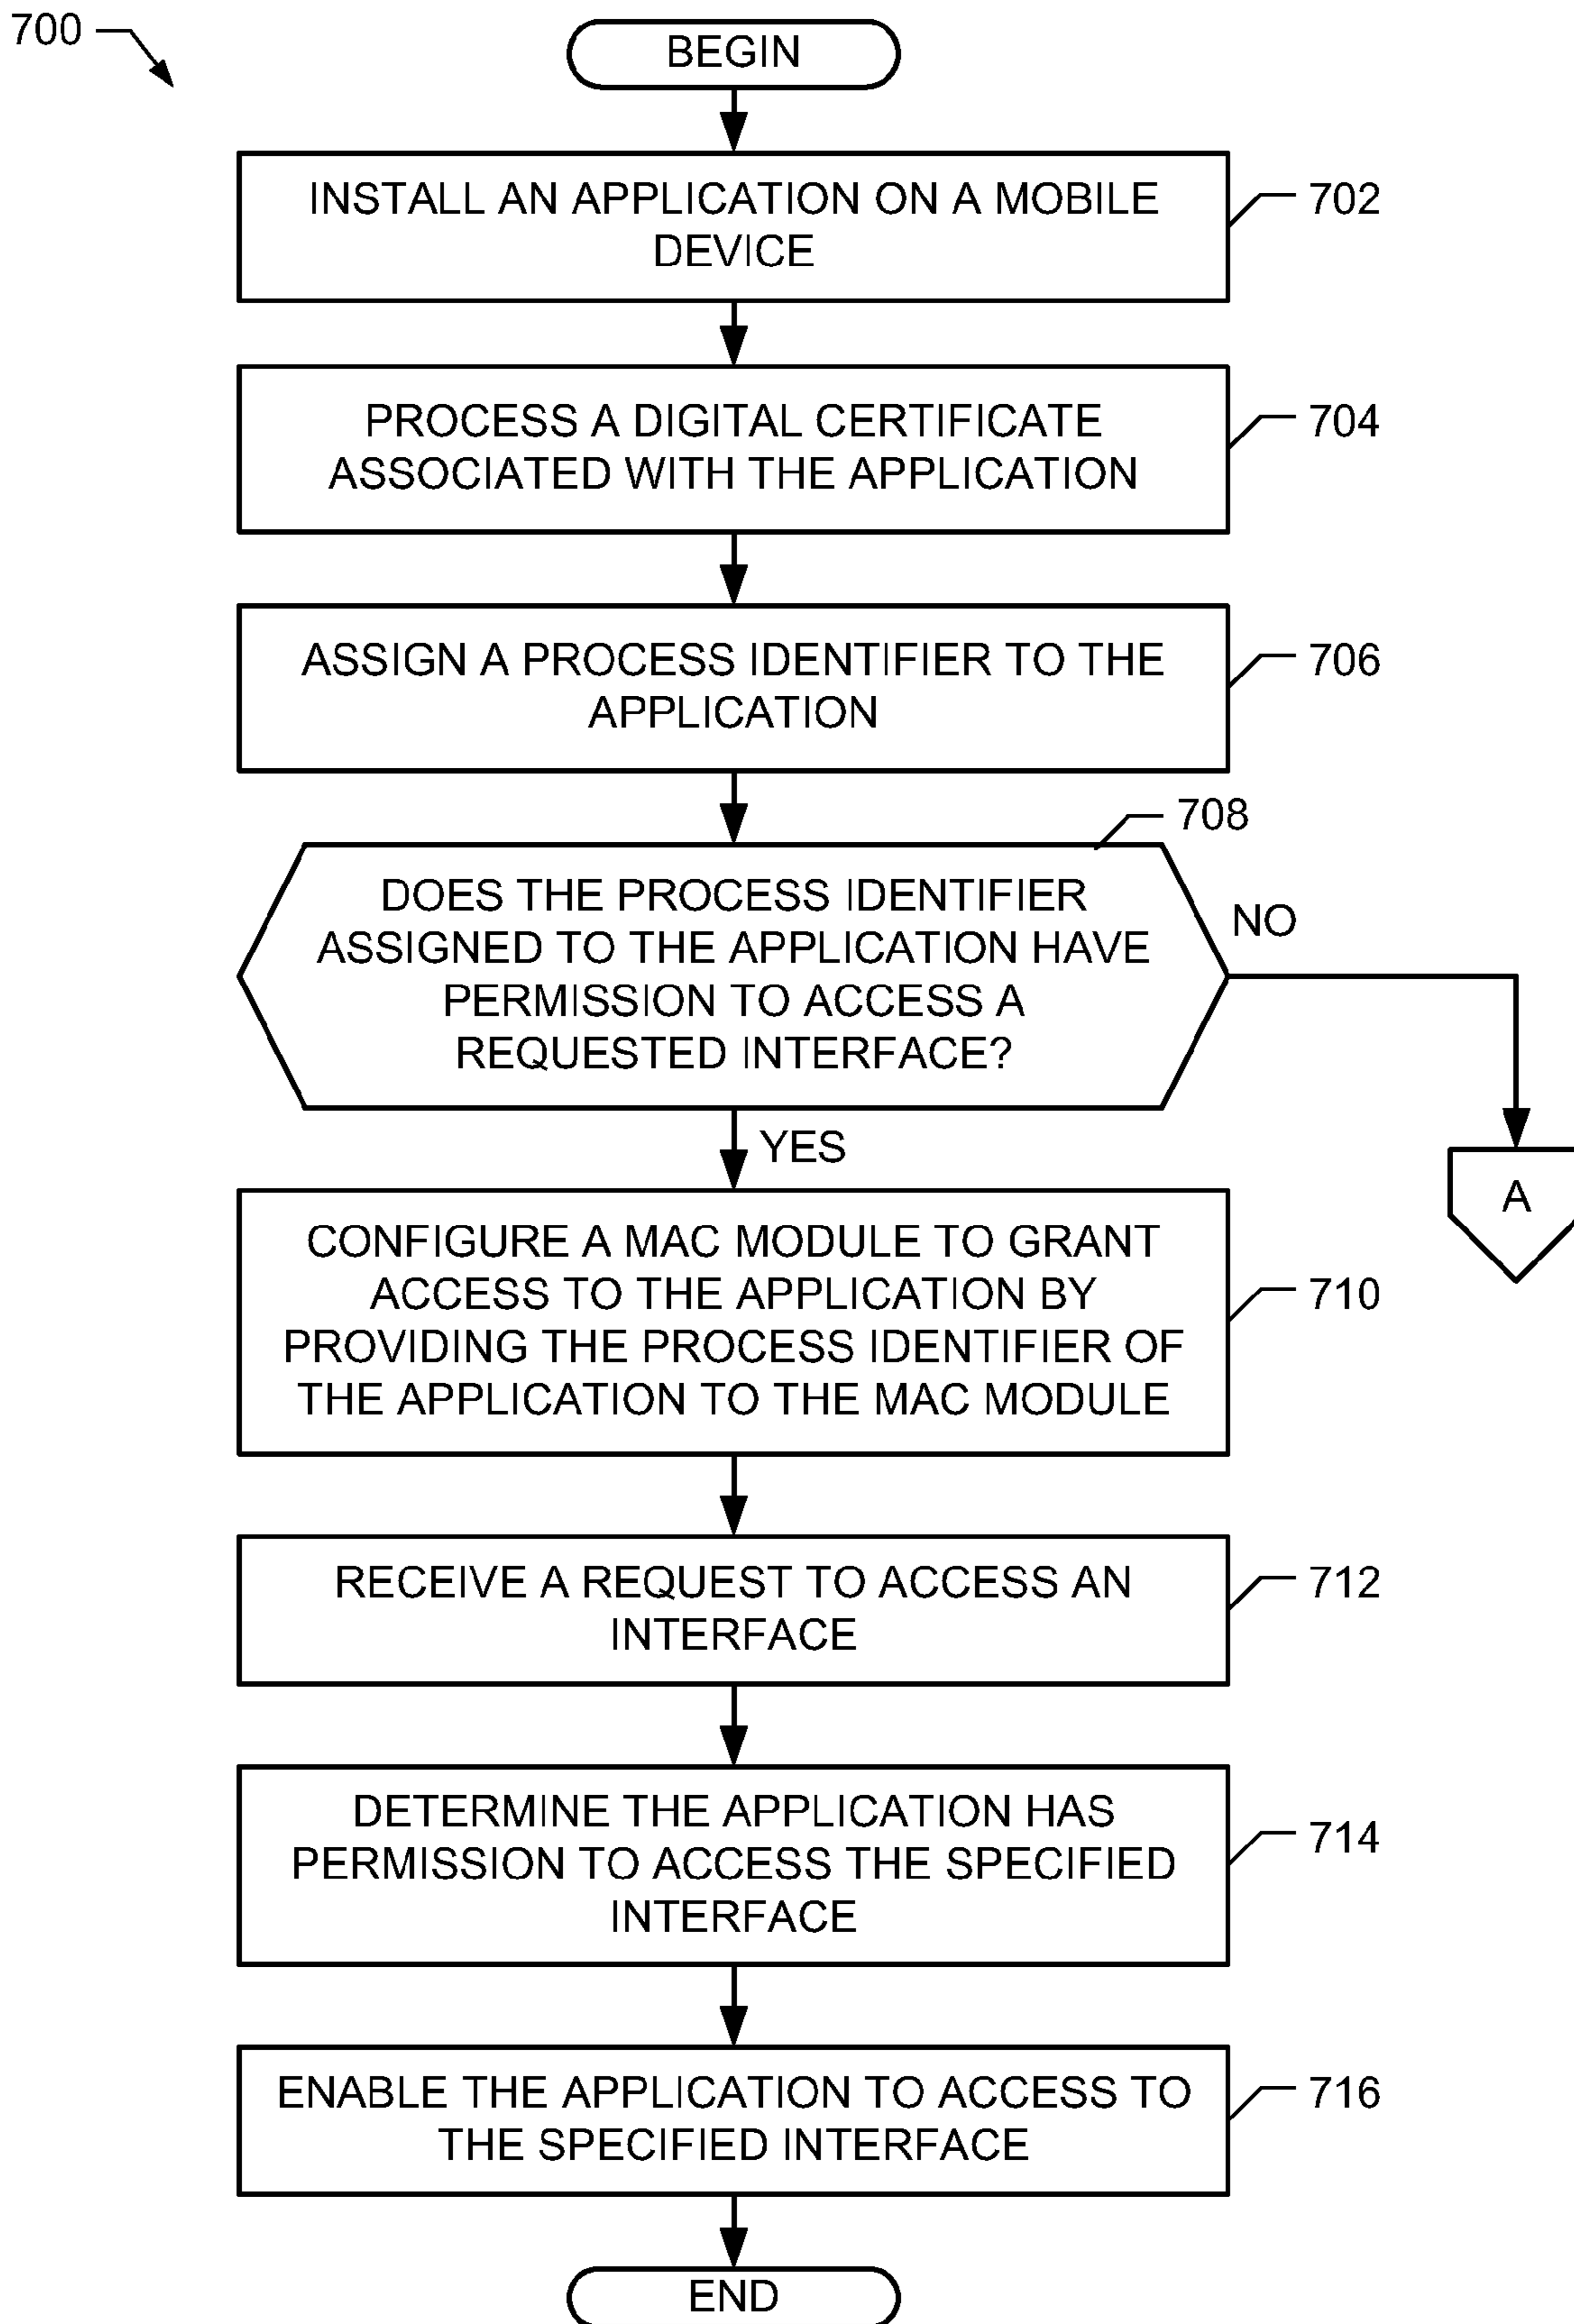 700
BEGIN
INSTALL AN APPLICATION ON A MOBILE
DEVICE
702
PROCESS A DIGITAL CERTIFICATE
ASSOCIATED WITH THE APPLICATION
704
ASSIGN A PROCESS IDENTIFIER TO THE
APPLICATION
706
708
DOES THE PROCESS IDENTIFIER
ASSIGNED TO THE APPLICATION HAVE
PERMISSION TO ACCESS A
REQUESTED INTERFACE?
NO
YES
A
CONFIGURE A MAC MODULE TO GRANT
ACCESS TO THE APPLICATION BY
PROVIDING THE PROCESS IDENTIFIER OF
THE APPLICATION TO THE MAC MODULE
710
RECEIVE A REQUEST TO ACCESS AN
INTERFACE
712
DETERMINE THE APPLICATION HAS
PERMISSION TO ACCESS THE SPECIFIED
INTERFACE
714
ENABLE THE APPLICATION TO ACCESS TO
THE SPECIFIED INTERFACE
716
END